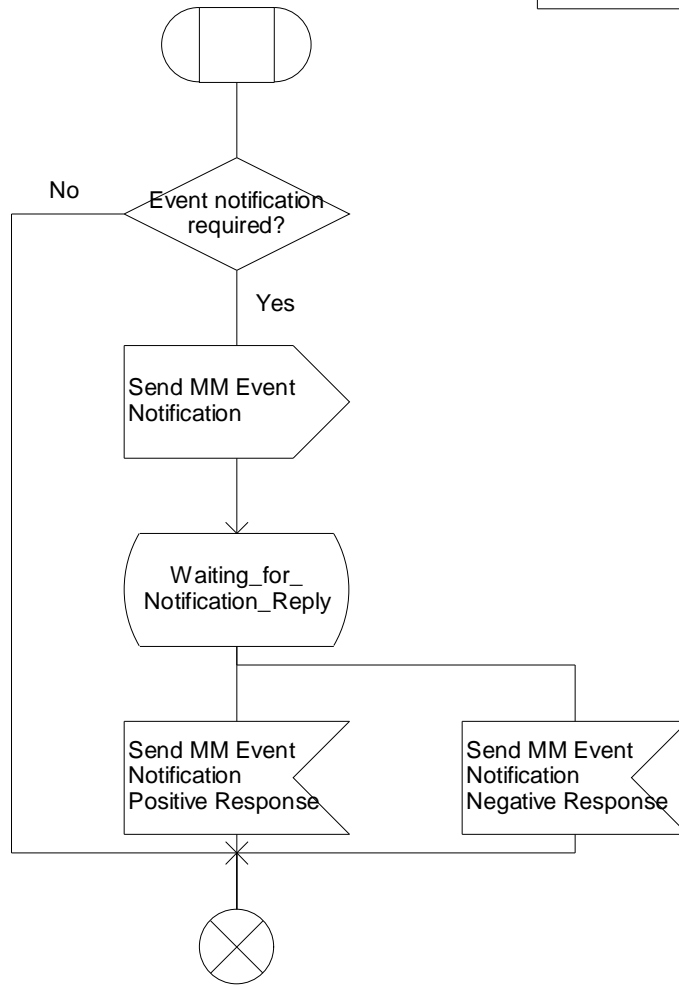 Event notification
required?
No
Yes
Send MM Event
Notification
Waiting_for_
Notification_Reply
Send MM Event
Notification
Positive Response
Send MM Event
Notification
Negative Response